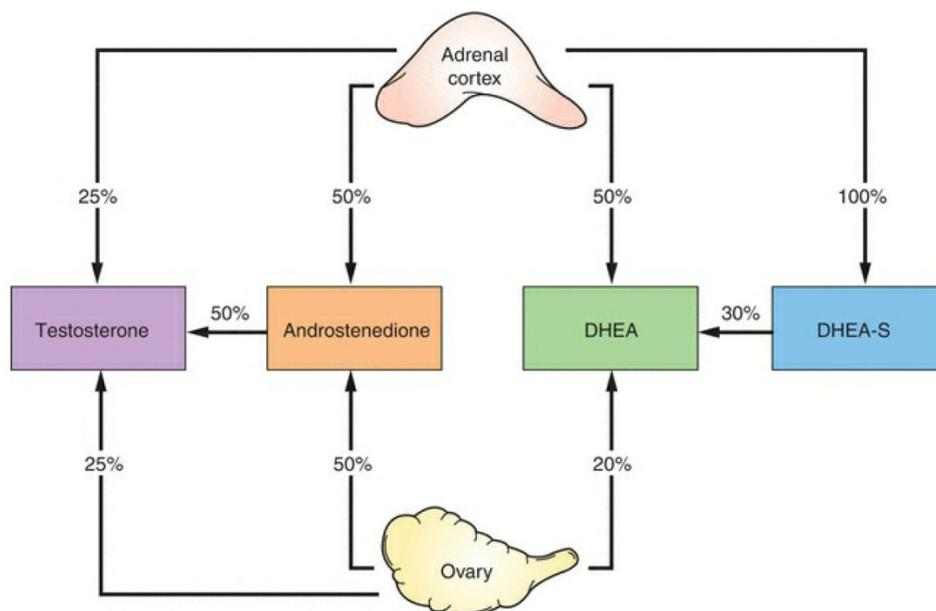 Adrenal
cortex
25%
50%
50%
100%
Testosterone
50%
Androstenedione
DHEA
30%
DHEA-S
25%
50%
20%
Ovary